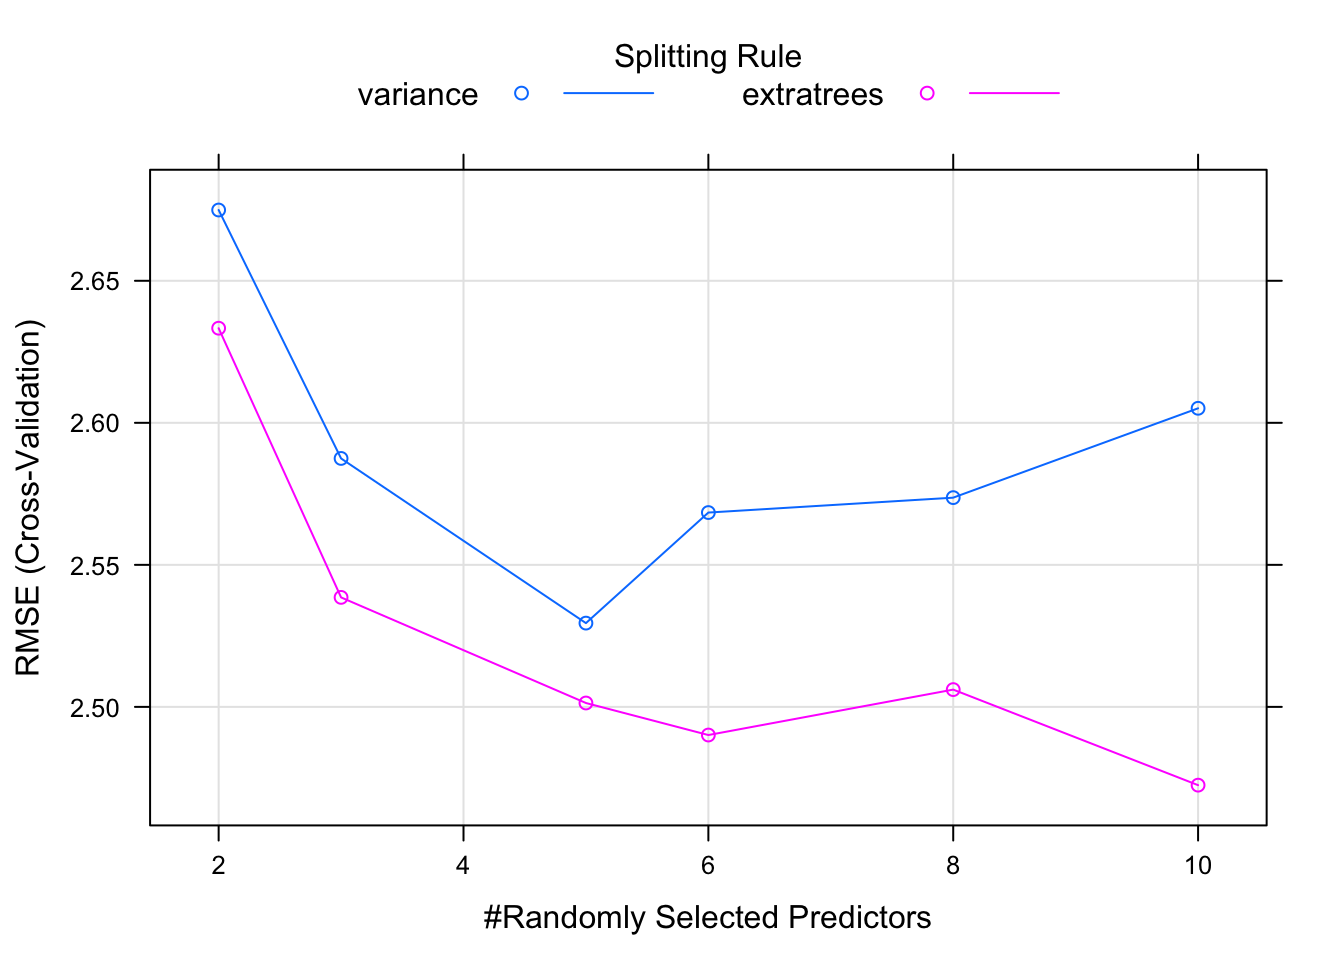 Splitting Rule
variance extratrees
2.65
2.60
2.55
2.50
RMSE (Cross-Validation)
2 4 6 8 10
#Randomly Selected Predictors